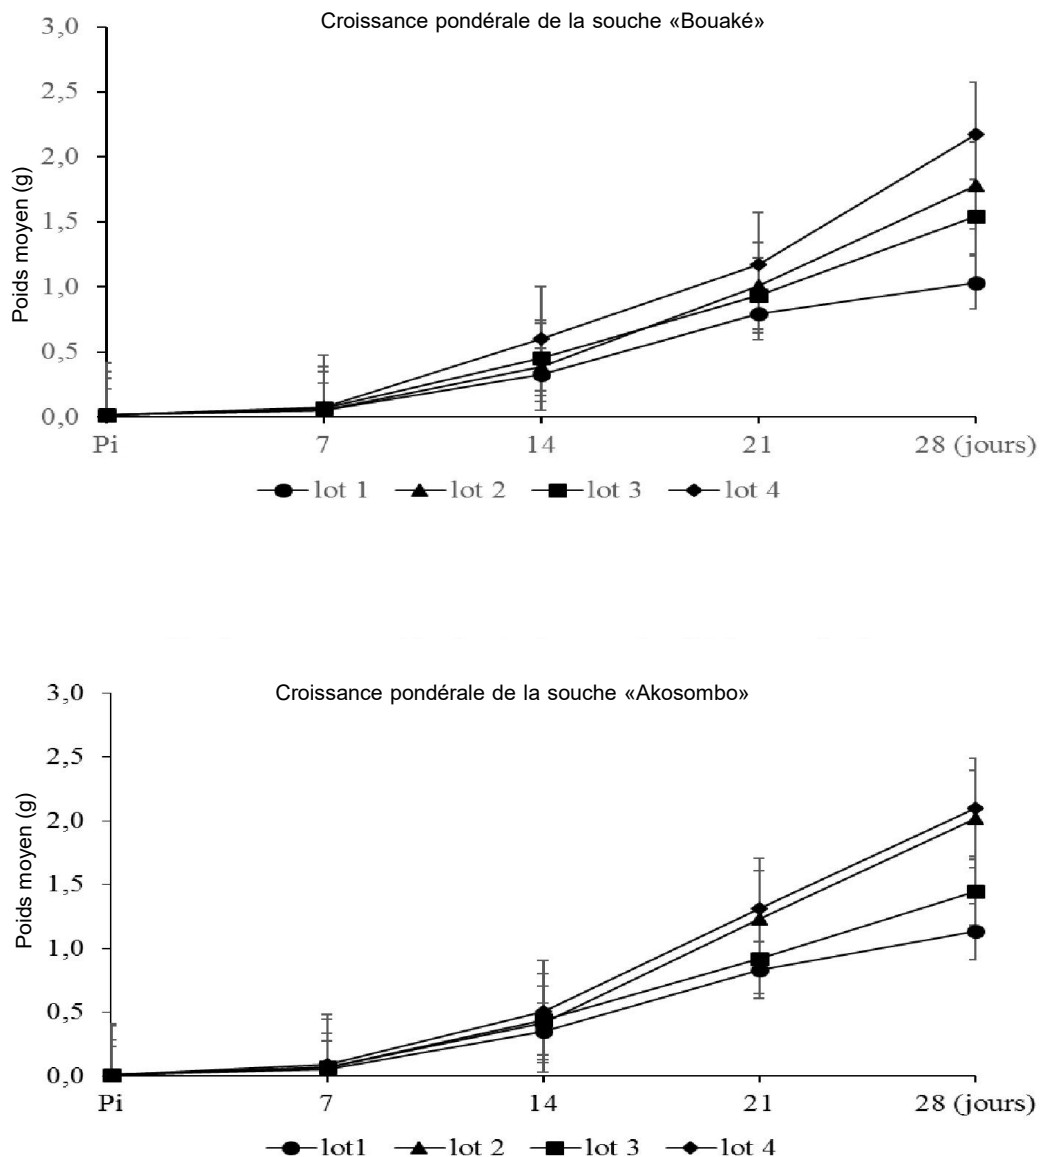 Croissance pondérale de la souche «Bouaké»
Poids moyen (g)
3,0
2,5
2,0
1,5
1,0
0,5
0,0
Pi 7 14 21 28 (jours)
lot 1 lot 2 lot 3 lot 4
Croissance pondérale de la souche «Akosombo»
Poids moyen (g)
3,0
2,5
2,0
1,5
1,0
0,5
0,0
Pi 7 14 21 28 (jours)
lot1 lot 2 lot 3 lot 4